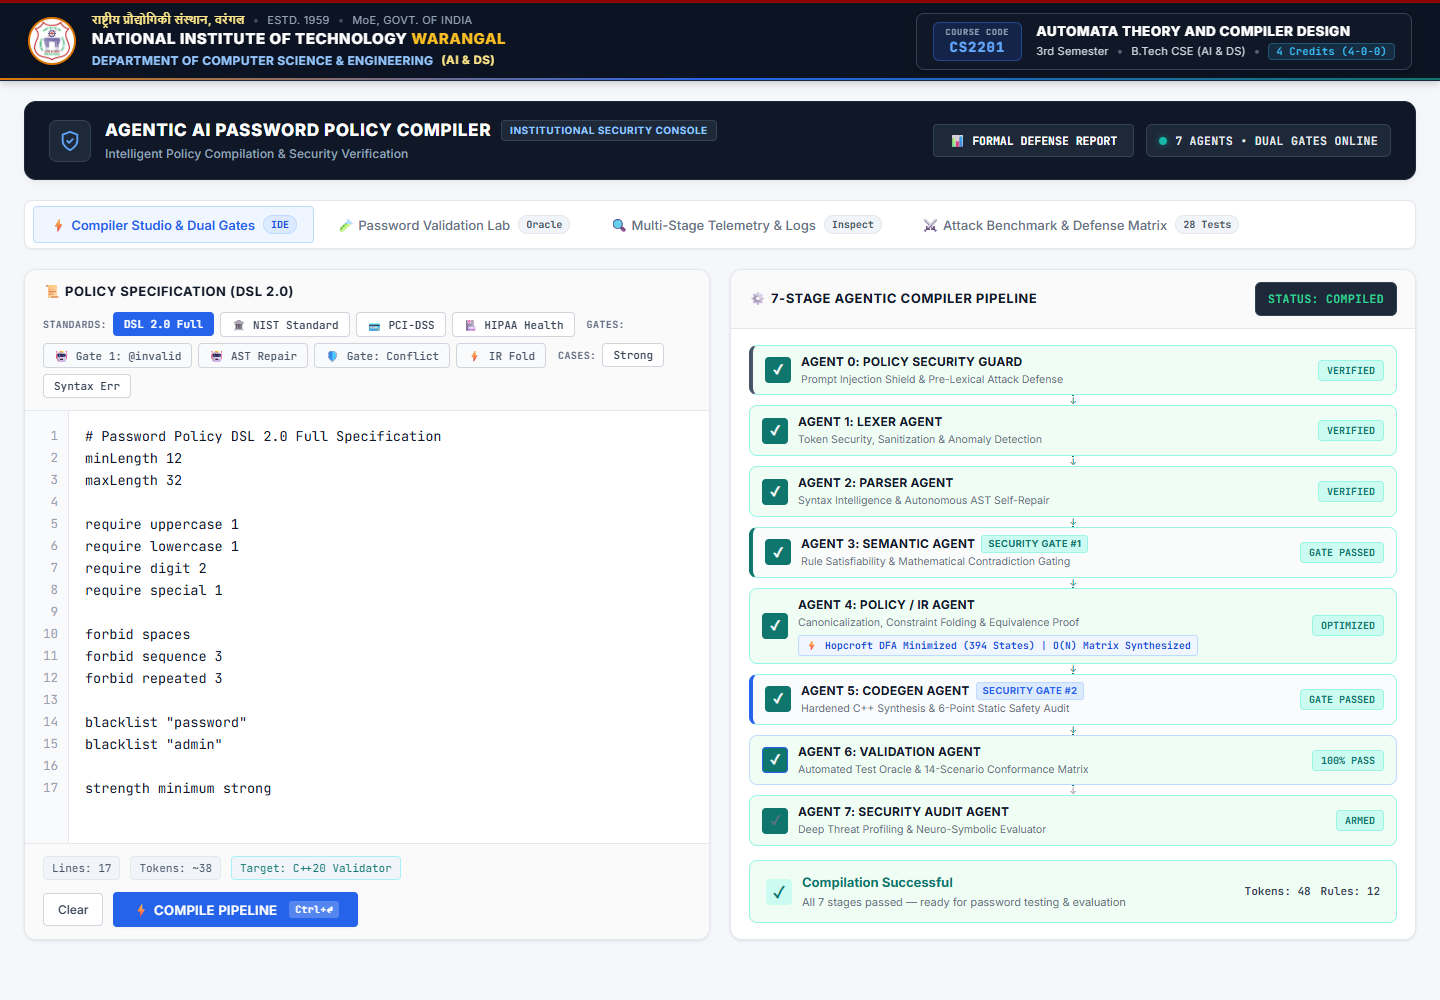 राष्ट्रीय प्रौद्योगिकी संस्थान, वरंगल • ESTD. 1959 • MoE, GOVT. OF INDIA
NATIONAL INSTITUTE OF TECHNOLOGY WARANGAL
DEPARTMENT OF COMPUTER SCIENCE & ENGINEERING (AI & DS)
COURSE CODE
CS2201
AUTOMATA THEORY AND COMPILER DESIGN
3rd Semester • B.Tech CSE (AI & DS) • 4 Credits (4-0-0)
AGENTIC AI PASSWORD POLICY COMPILER INSTITUTIONAL SECURITY CONSOLE
Intelligent Policy Compilation & Security Verification
FORMAL DEFENSE REPORT
7 AGENTS • DUAL GATES ONLINE
Compiler Studio & Dual Gates IDE
Password Validation Lab Oracle
Multi-Stage Telemetry & Logs Inspect
Attack Benchmark & Defense Matrix 28 Tests
POLICY SPECIFICATION (DSL 2.0)
STANDARDS: DSL 2.0 Full NIST Standard PCI-DSS HIPAA Health GATES:
Gate 1: @invalid AST Repair Gate: Conflict IR Fold CASES: Strong
Syntax Err
1 # Password Policy DSL 2.0 Full Specification
2 minLength 12
3 maxLength 32
4
5 require uppercase 1
6 require lowercase 1
7 require digit 2
8 require special 1
9
10 forbid spaces
11 forbid sequence 3
12 forbid repeated 3
13
14 blacklist "password"
15 blacklist "admin"
16
17 strength minimum strong
Lines: 17 Tokens: ~38 Target: C++20 Validator
Clear COMPILE PIPELINE Ctrl+↵
7-STAGE AGENTIC COMPILER PIPELINE
STATUS: COMPILED
AGENT 0: POLICY SECURITY GUARD
Prompt Injection Shield & Pre-Lexical Attack Defense
VERIFIED
↓
AGENT 1: LEXER AGENT
Token Security, Sanitization & Anomaly Detection
VERIFIED
↓
AGENT 2: PARSER AGENT
Syntax Intelligence & Autonomous AST Self-Repair
VERIFIED
↓
AGENT 3: SEMANTIC AGENT SECURITY GATE #1
Rule Satisfiability & Mathematical Contradiction Gating
GATE PASSED
↓
AGENT 4: POLICY / IR AGENT
Canonicalization, Constraint Folding & Equivalence Proof
Hopcroft DFA Minimized (394 States) | O(N) Matrix Synthesized
OPTIMIZED
↓
AGENT 5: CODEGEN AGENT SECURITY GATE #2
Hardened C++ Synthesis & 6-Point Static Safety Audit
GATE PASSED
↓
AGENT 6: VALIDATION AGENT
Automated Test Oracle & 14-Scenario Conformance Matrix
100% PASS
↓
AGENT 7: SECURITY AUDIT AGENT
Deep Threat Profiling & Neuro-Symbolic Evaluator
ARMED
Compilation Successful
All 7 stages passed — ready for password testing & evaluation
Tokens: 48 Rules: 12